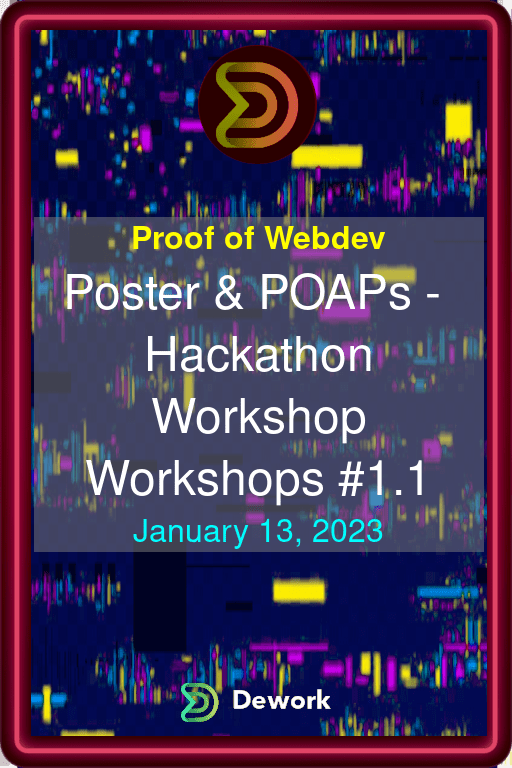 Proof of Webdev
Poster & POAPs -
Hackathon
Workshop
Workshops #1.1
January 13, 2023
Dework